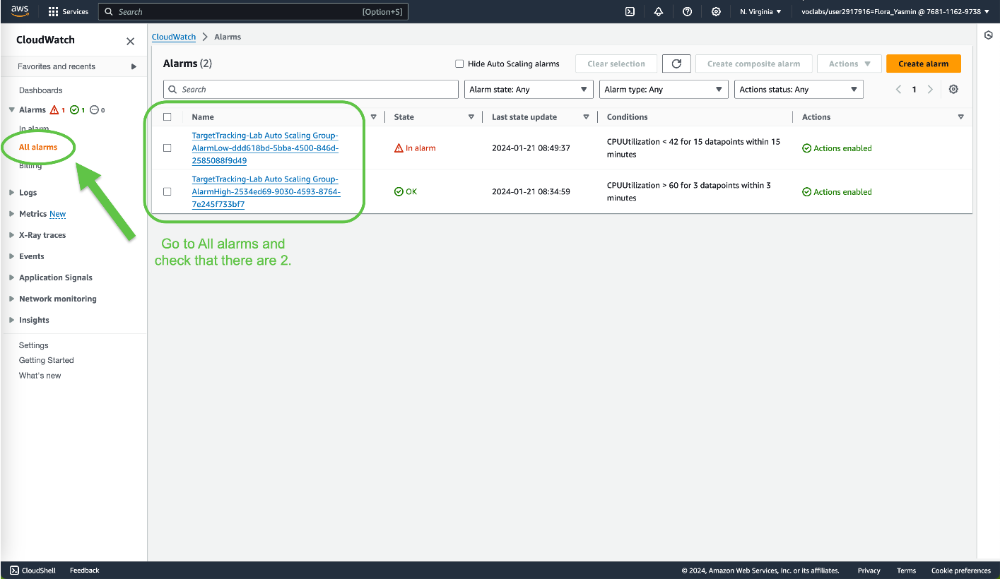 aws
Services
Search [Option+S]
N. Virginia
voclabs/user2917916=Flora_Yasmin @ 7681-1162-9738
CloudWatch
Favorites and recents
Dashboards
Alarms 1 1 0
In alarm
All alarms
Billing
Logs
Metrics New
X-Ray traces
Events
Application Signals
Network monitoring
Insights
Settings
Getting Started
What's new
CloudWatch > Alarms
Alarms (2)
Hide Auto Scaling alarms
Clear selection
Create composite alarm
Actions
Create alarm
Search
Alarm state: Any
Alarm type: Any
Actions status: Any
1
Name
State
Last state update
Conditions
Actions
TargetTracking-Lab Auto Scaling Group-
AlarmLow-ddd618bd-5bba-4500-846d-
2585088f9d49
In alarm
2024-01-21 08:49:37
CPUUtilization < 42 for 15 datapoints within 15
minutes
Actions enabled
TargetTracking-Lab Auto Scaling Group-
AlarmHigh-2534ed69-9030-4593-8764-
7e245f733bf7
OK
2024-01-21 08:34:59
CPUUtilization > 60 for 3 datapoints within 3
minutes
Actions enabled
Go to All alarms and
check that there are 2.
CloudShell
Feedback
© 2024, Amazon Web Services, Inc. or its affiliates.
Privacy
Terms
Cookie preferences